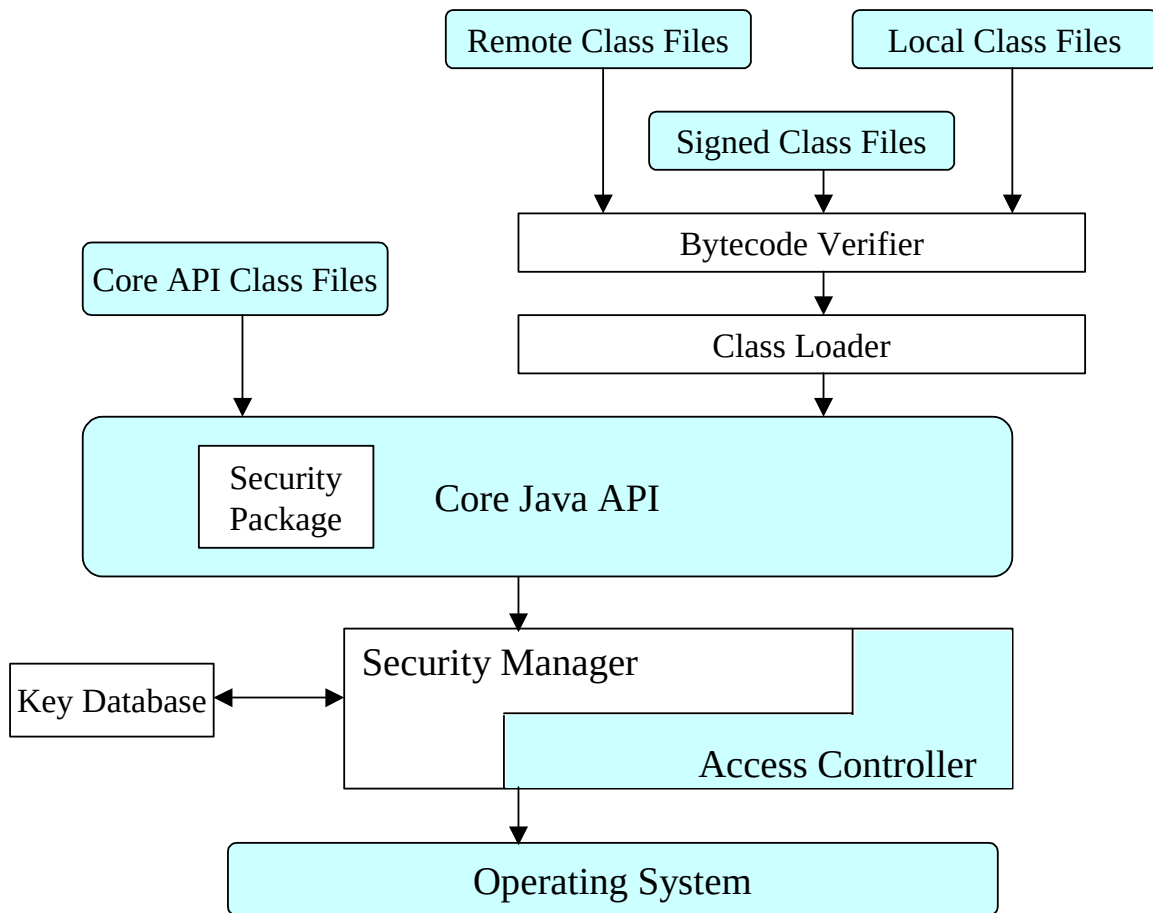 Remote Class Files
Local Class Files
Signed Class Files
Bytecode Verifier
Core API Class Files
Class Loader
Security
Package
Core Java API
Security Manager
Key Database
Access Controller
Operating System